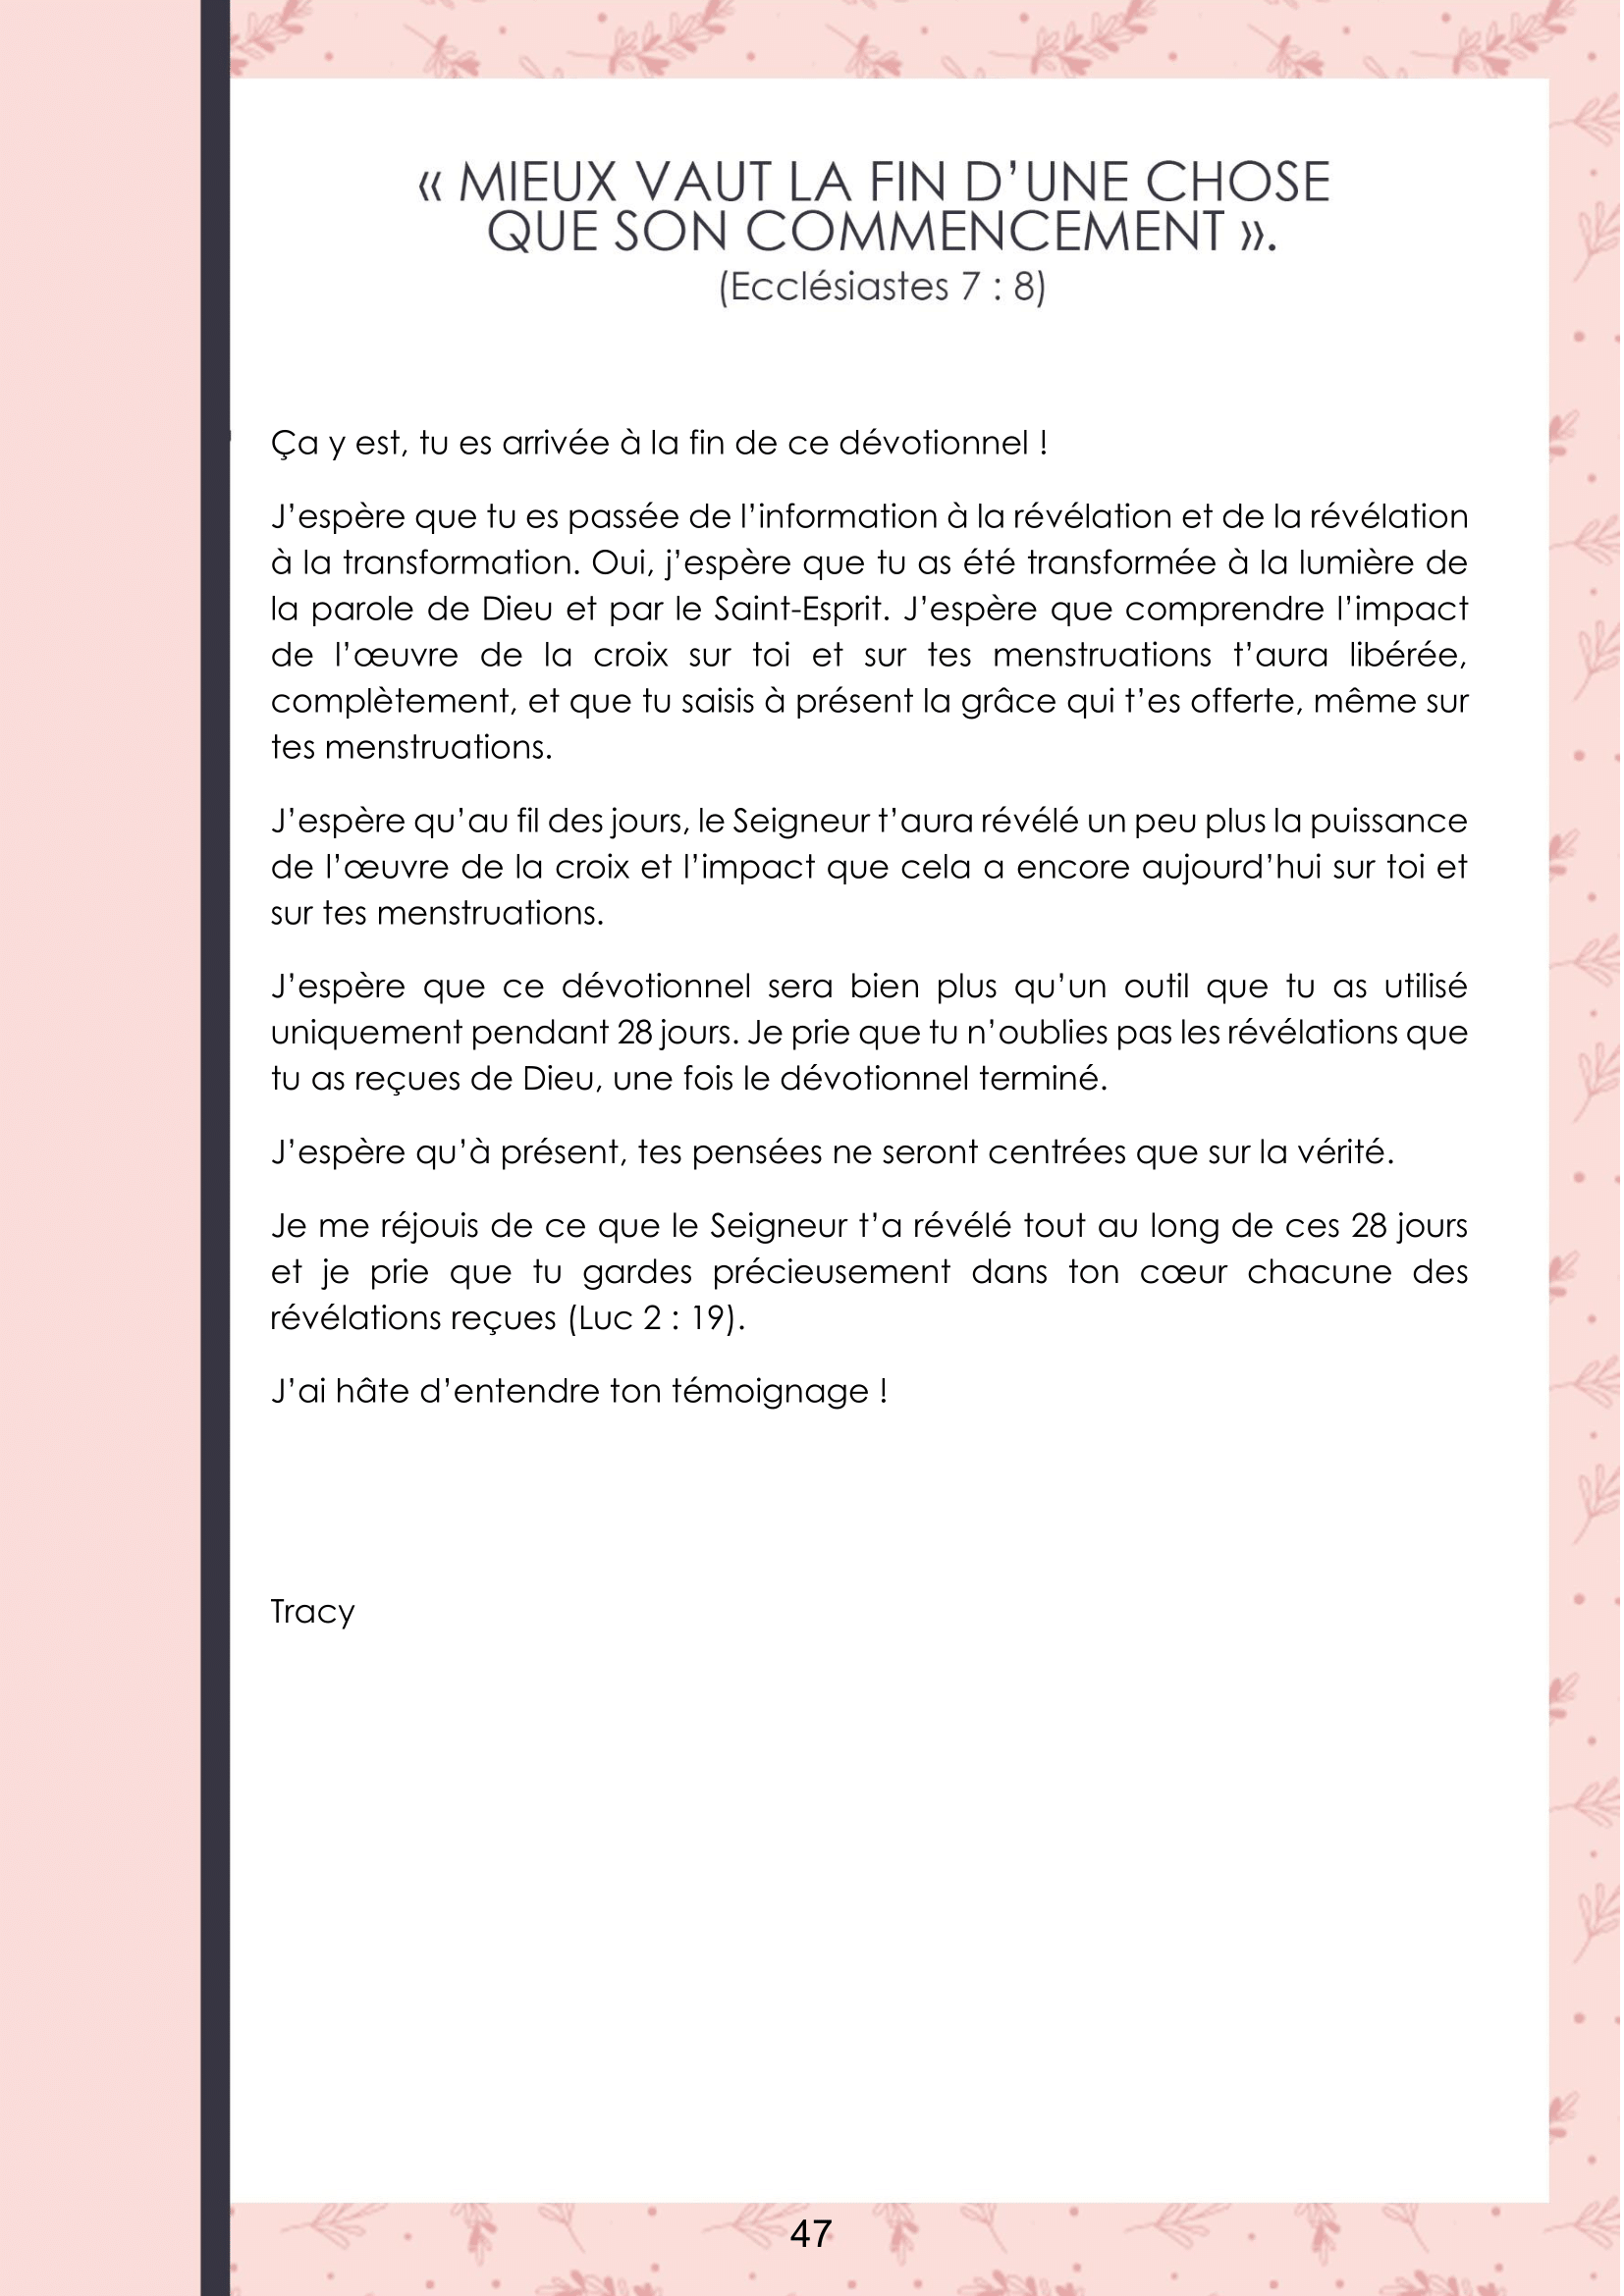 « MIEUX VAUT LA FIN D’UNE CHOSE
QUE SON COMMENCEMENT ».
(Ecclésiastes 7 : 8)
Ça y est, tu es arrivée à la fin de ce dévotionnel !
J’espère que tu es passée de l’information à la révélation et de la révélation
à la transformation. Oui, j’espère que tu as été transformée à la lumière de
la parole de Dieu et par le Saint-Esprit. J’espère que comprendre l’impact
de l’œuvre de la croix sur toi et sur tes menstruations t’aura libérée,
complètement, et que tu saisis à présent la grâce qui t’es offerte, même sur
tes menstruations.
J’espère qu’au fil des jours, le Seigneur t’aura révélé un peu plus la puissance
de l’œuvre de la croix et l’impact que cela a encore aujourd’hui sur toi et
sur tes menstruations.
J’espère que ce dévotionnel sera bien plus qu’un outil que tu as utilisé
uniquement pendant 28 jours. Je prie que tu n’oublies pas les révélations que
tu as reçues de Dieu, une fois le dévotionnel terminé.
J’espère qu’à présent, tes pensées ne seront centrées que sur la vérité.
Je me réjouis de ce que le Seigneur t’a révélé tout au long de ces 28 jours
et je prie que tu gardes précieusement dans ton cœur chacune des
révélations reçues (Luc 2 : 19).
J’ai hâte d’entendre ton témoignage !
Tracy
47